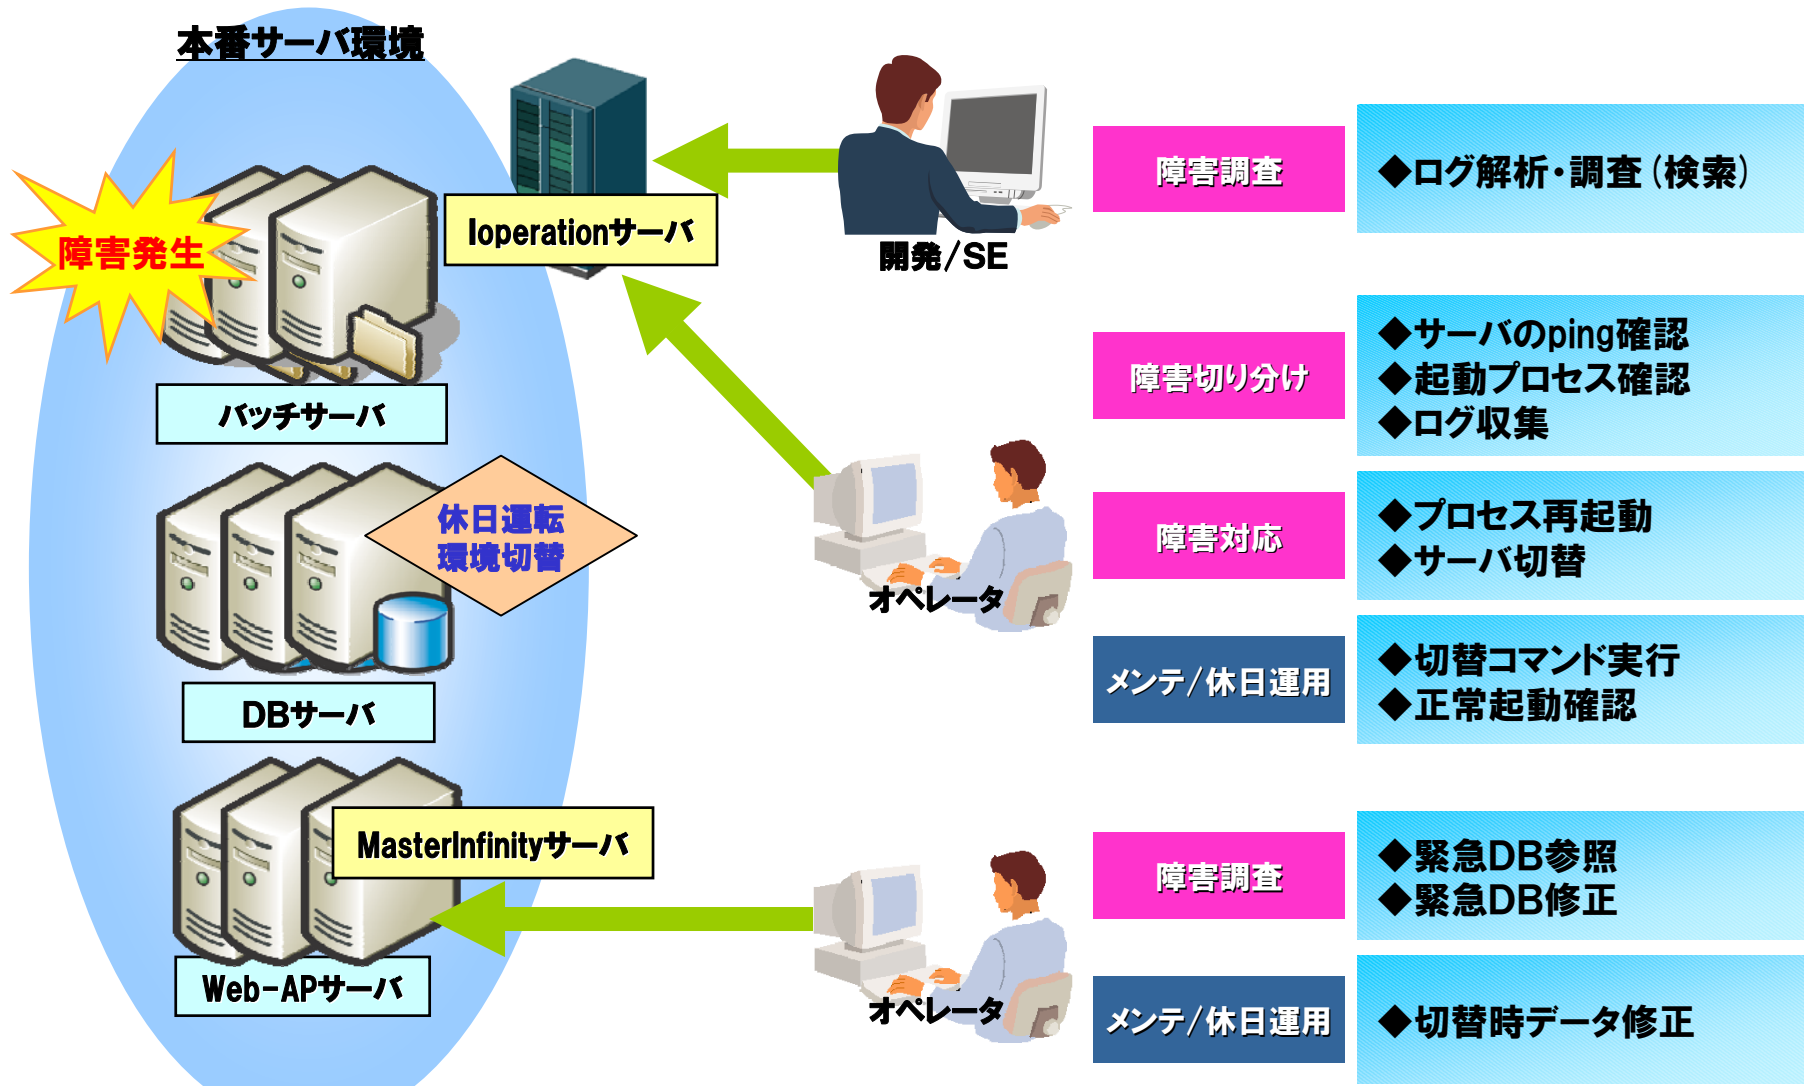 本番サーバ環境
障害発生
Ioperationサーバ
バッチサーバ
休日運転
環境切替
DBサーバ
MasterInfinityサーバ
Web-APサーバ
開発/SE
オペレータ
オペレータ
障害調査
◆ログ解析・調査(検索)
障害切り分け
◆サーバのping確認
◆起動プロセス確認
◆ログ収集
障害対応
◆プロセス再起動
◆サーバ切替
メンテ/休日運用
◆切替コマンド実行
◆正常起動確認
障害調査
◆緊急DB参照
◆緊急DB修正
メンテ/休日運用
◆切替時データ修正